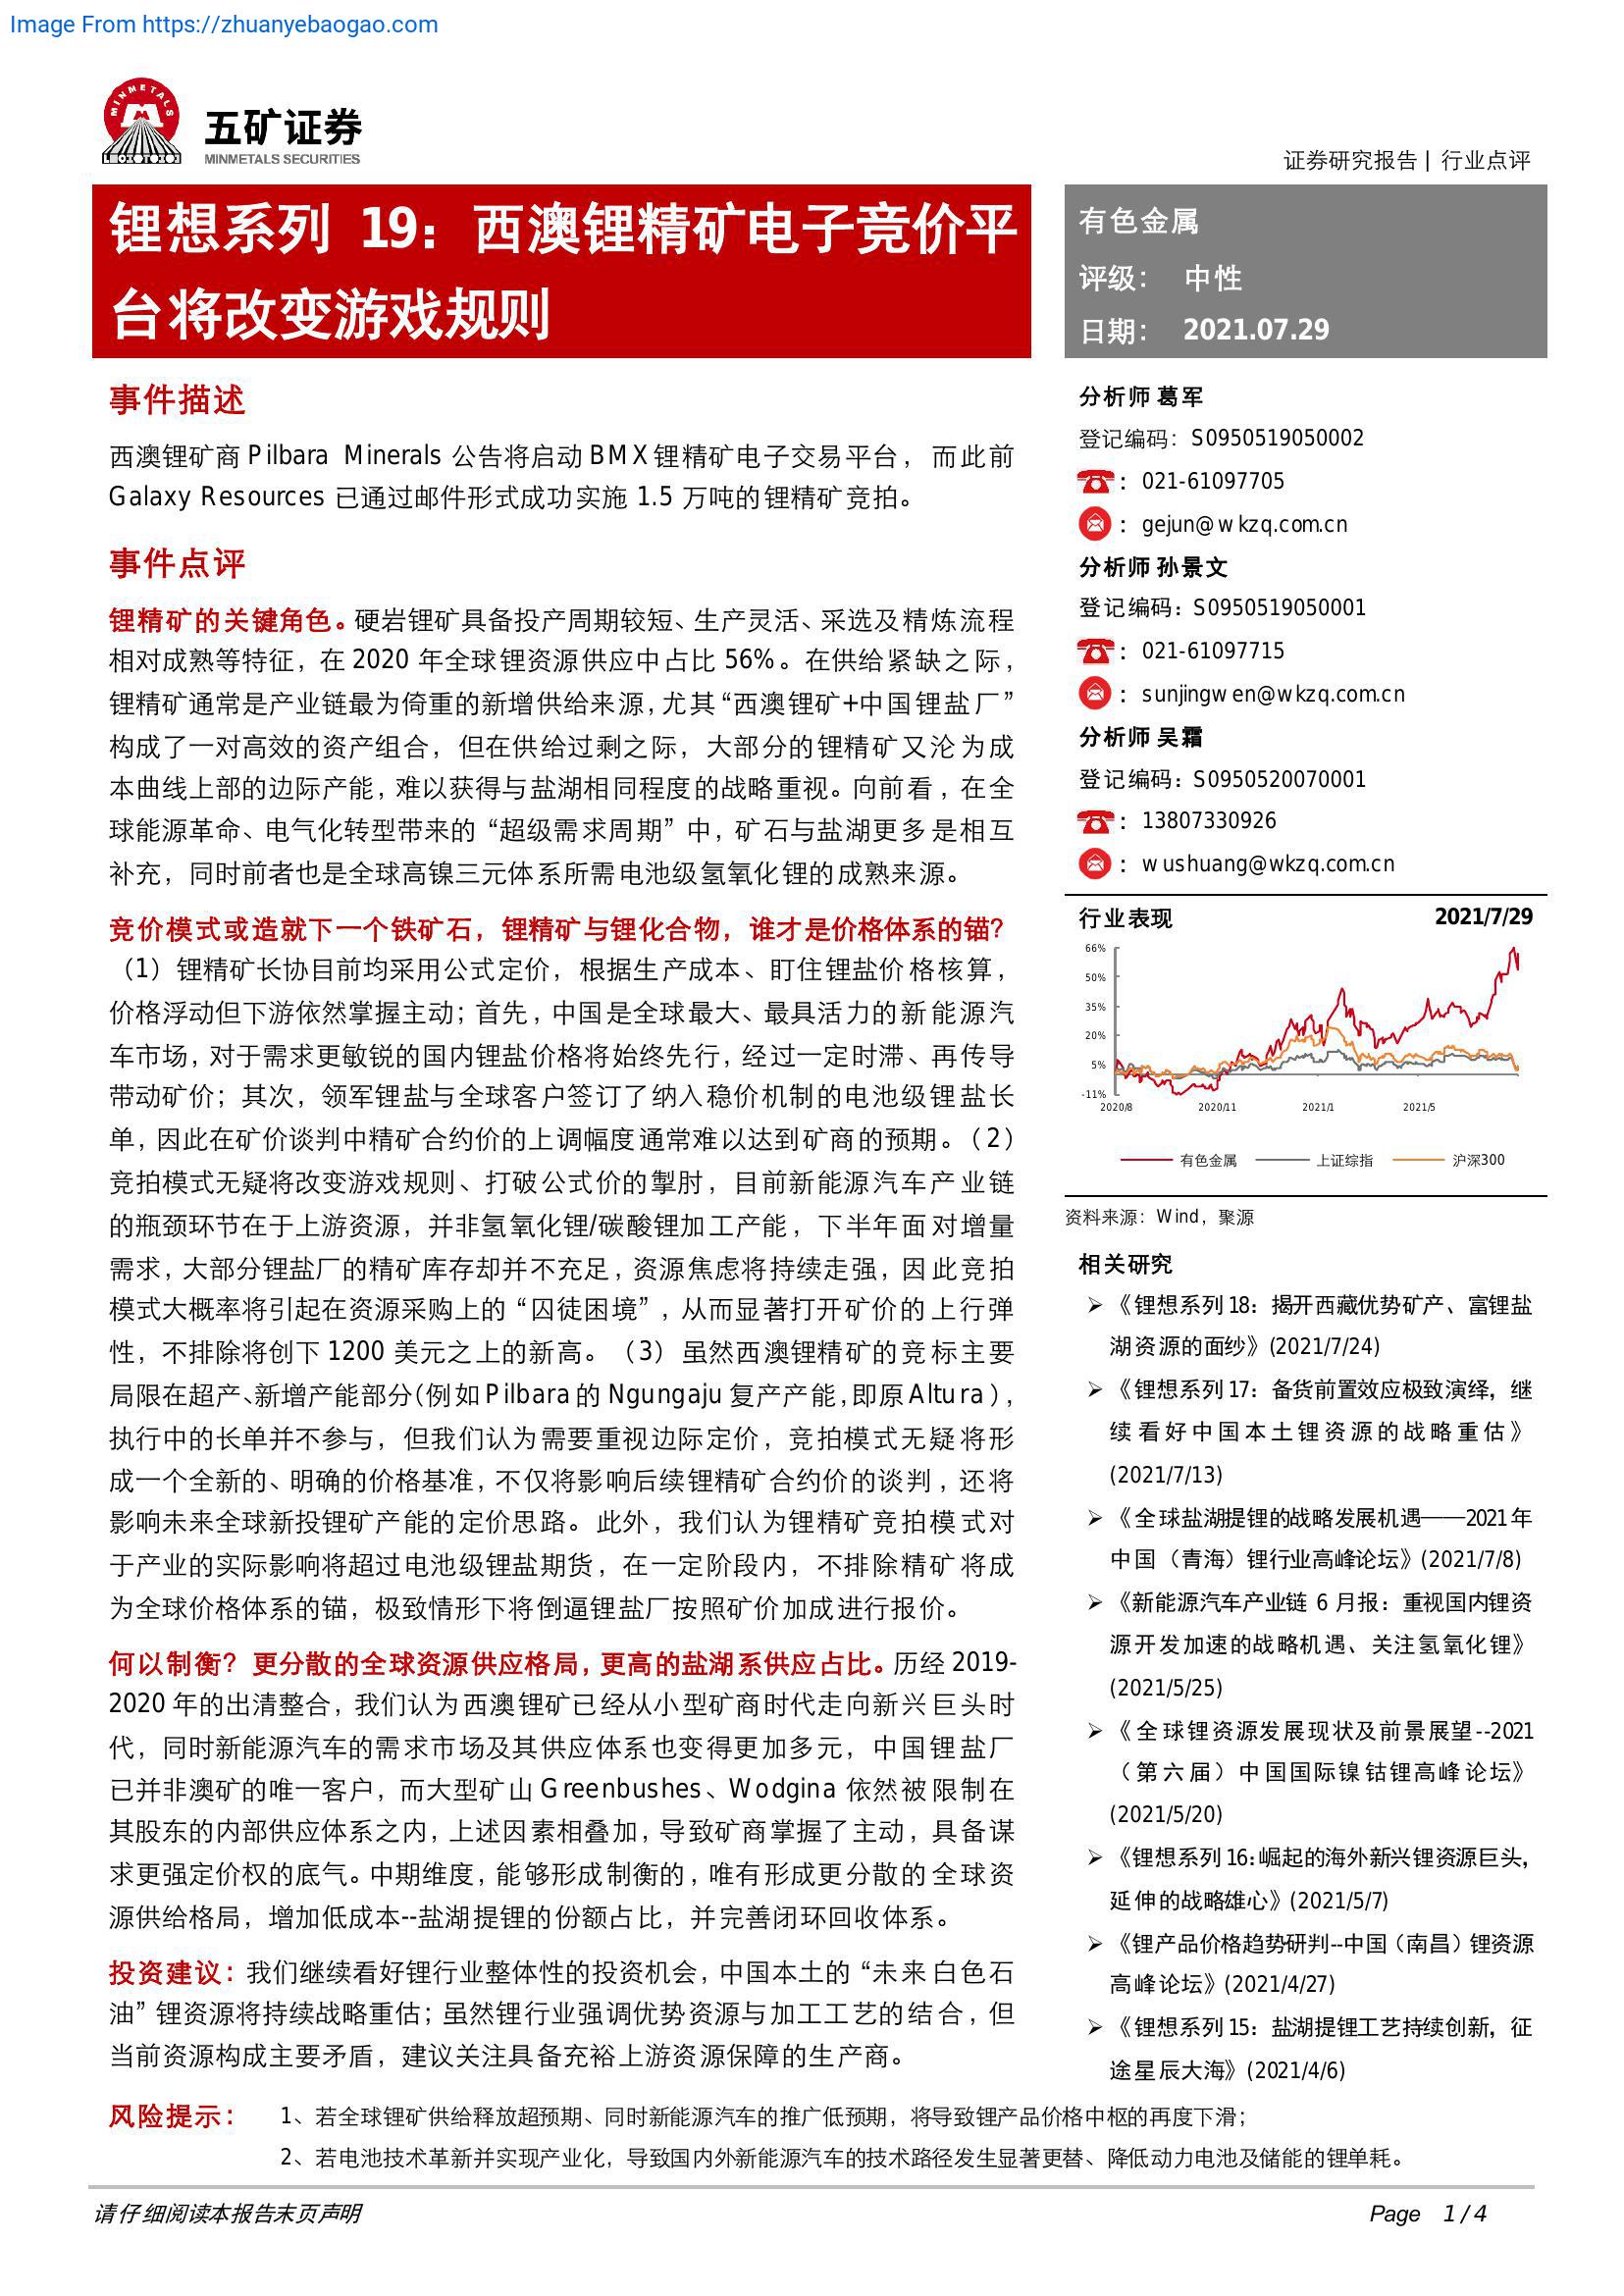 Image From https://zhuanyebaogao.com
MINMETALS
五矿证券
MINMETALS SECURITIES
证券研究报告 | 行业点评
锂想系列 19：西澳锂精矿电子竞价平
台将改变游戏规则
有色金属
评级： 中性
日期： 2021.07.29
事件描述
西澳锂矿商 Pilbara Minerals 公告将启动 BMX 锂精矿电子交易平台，而此前
Galaxy Resources 已通过邮件形式成功实施 1.5 万吨的锂精矿竞拍。
事件点评
锂精矿的关键角色。硬岩锂矿具备投产周期较短、生产灵活、采选及精炼流程
相对成熟等特征，在 2020 年全球锂资源供应中占比 56%。在供给紧缺之际，
锂精矿通常是产业链最为倚重的新增供给来源，尤其“西澳锂矿+中国锂盐厂”
构成了一对高效的资产组合，但在供给过剩之际，大部分的锂精矿又沦为成
本曲线上部的边际产能，难以获得与盐湖相同程度的战略重视。向前看，在全
球能源革命、电气化转型带来的“超级需求周期”中，矿石与盐湖更多是相互
补充，同时前者也是全球高镍三元体系所需电池级氢氧化锂的成熟来源。
竞价模式或造就下一个铁矿石，锂精矿与锂化合物，谁才是价格体系的锚？
（1）锂精矿长协目前均采用公式定价，根据生产成本、盯住锂盐价格核算，
价格浮动但下游依然掌握主动；首先，中国是全球最大、最具活力的新能源汽
车市场，对于需求更敏锐的国内锂盐价格将始终先行，经过一定时滞、再传导
带动矿价；其次，领军锂盐与全球客户签订了纳入稳价机制的电池级锂盐长
单，因此在矿价谈判中精矿合约价的上调幅度通常难以达到矿商的预期。（2）
竞拍模式无疑将改变游戏规则、打破公式价的掣肘，目前新能源汽车产业链
的瓶颈环节在于上游资源，并非氢氧化锂/碳酸锂加工产能，下半年面对增量
需求，大部分锂盐厂的精矿库存却并不充足，资源焦虑将持续走强，因此竞拍
模式大概率将引起在资源采购上的“囚徒困境”，从而显著打开矿价的上行弹
性，不排除将创下 1200 美元之上的新高。（3）虽然西澳锂精矿的竞标主要
局限在超产、新增产能部分（例如 Pilbara 的 Ngungaju 复产产能，即原 Altura），
执行中的长单并不参与，但我们认为需要重视边际定价，竞拍模式无疑将形
成一个全新的、明确的价格基准，不仅将影响后续锂精矿合约价的谈判，还将
影响未来全球新投锂矿产能的定价思路。此外，我们认为锂精矿竞拍模式对
于产业的实际影响将超过电池级锂盐期货，在一定阶段内，不排除精矿将成
为全球价格体系的锚，极致情形下将倒逼锂盐厂按照矿价加成进行报价。
何以制衡？更分散的全球资源供应格局，更高的盐湖系供应占比。历经 2019-
2020 年的出清整合，我们认为西澳锂矿已经从小型矿商时代走向新兴巨头时
代，同时新能源汽车的需求市场及其供应体系也变得更加多元，中国锂盐厂
已并非澳矿的唯一客户，而大型矿山 Greenbushes、Wodgina 依然被限制在
其股东的内部供应体系之内，上述因素相叠加，导致矿商掌握了主动，具备谋
求更强定价权的底气。中期维度，能够形成制衡的，唯有形成更分散的全球资
源供给格局，增加低成本--盐湖提锂的份额占比，并完善闭环回收体系。
投资建议：我们继续看好锂行业整体性的投资机会，中国本土的“未来白色石
油”锂资源将持续战略重估；虽然锂行业强调优势资源与加工工艺的结合，但
当前资源构成主要矛盾，建议关注具备充裕上游资源保障的生产商。
风险提示： 1、若全球锂矿供给释放超预期、同时新能源汽车的推广低预期，将导致锂产品价格中枢的再度下滑；
2、若电池技术革新并实现产业化，导致国内外新能源汽车的技术路径发生显著更替、降低动力电池及储能的锂单耗。
分析师 葛军
登记编码：S0950519050002
：021-61097705
：gejun@wkzq.com.cn
分析师 孙景文
登记编码：S0950519050001
：021-61097715
：sunjingwen@wkzq.com.cn
分析师 吴霜
登记编码：S0950520070001
：13807330926
：wushuang@wkzq.com.cn
行业表现 2021/7/29
66%
50%
35%
20%
5%
-11%
2020/8 2020/11 2021/1 2021/5
有色金属 上证综指 沪深300
资料来源：Wind，聚源
相关研究
➢《锂想系列 18：揭开西藏优势矿产、富锂盐
湖资源的面纱》(2021/7/24)
➢《锂想系列 17：备货前置效应极致演绎，继
续看好中国本土锂资源的战略重估》
(2021/7/13)
➢《全球盐湖提锂的战略发展机遇——2021 年
中国（青海）锂行业高峰论坛》(2021/7/8)
➢《新能源汽车产业链 6 月报：重视国内锂资
源开发加速的战略机遇、关注氢氧化锂》
(2021/5/25)
➢《全球锂资源发展现状及前景展望--2021
（第六届）中国国际镍钴锂高峰论坛》
(2021/5/20)
➢《锂想系列 16：崛起的海外新兴锂资源巨头，
延伸的战略雄心》(2021/5/7)
➢《锂产品价格趋势研判--中国（南昌）锂资源
高峰论坛》(2021/4/27)
➢《锂想系列 15：盐湖提锂工艺持续创新，征
途星辰大海》(2021/4/6)
请仔细阅读本报告末页声明
Page 1 / 4